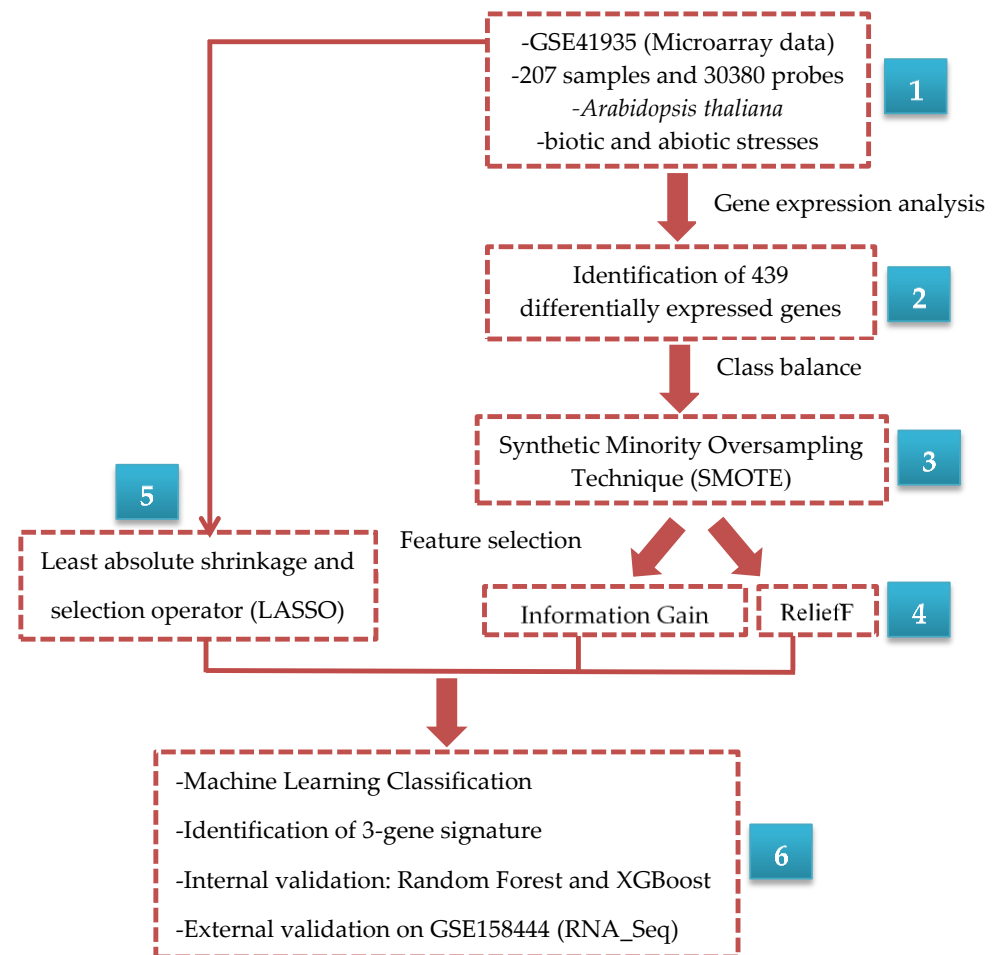 -GSE41935 (Microarray data)
-207 samples and 30380 probes
-Arabidopsis thaliana
-biotic and abiotic stresses
1
Gene expression analysis
Identification of 439
differentially expressed genes
2
Class balance
Synthetic Minority Oversampling
Technique (SMOTE)
3
5
Least absolute shrinkage and
selection operator (LASSO)
Feature selection
Information Gain
ReliefF
4
-Machine Learning Classification
-Identification of 3-gene signature
-Internal validation: Random Forest and XGBoost
-External validation on GSE158444 (RNA_Seq)
6